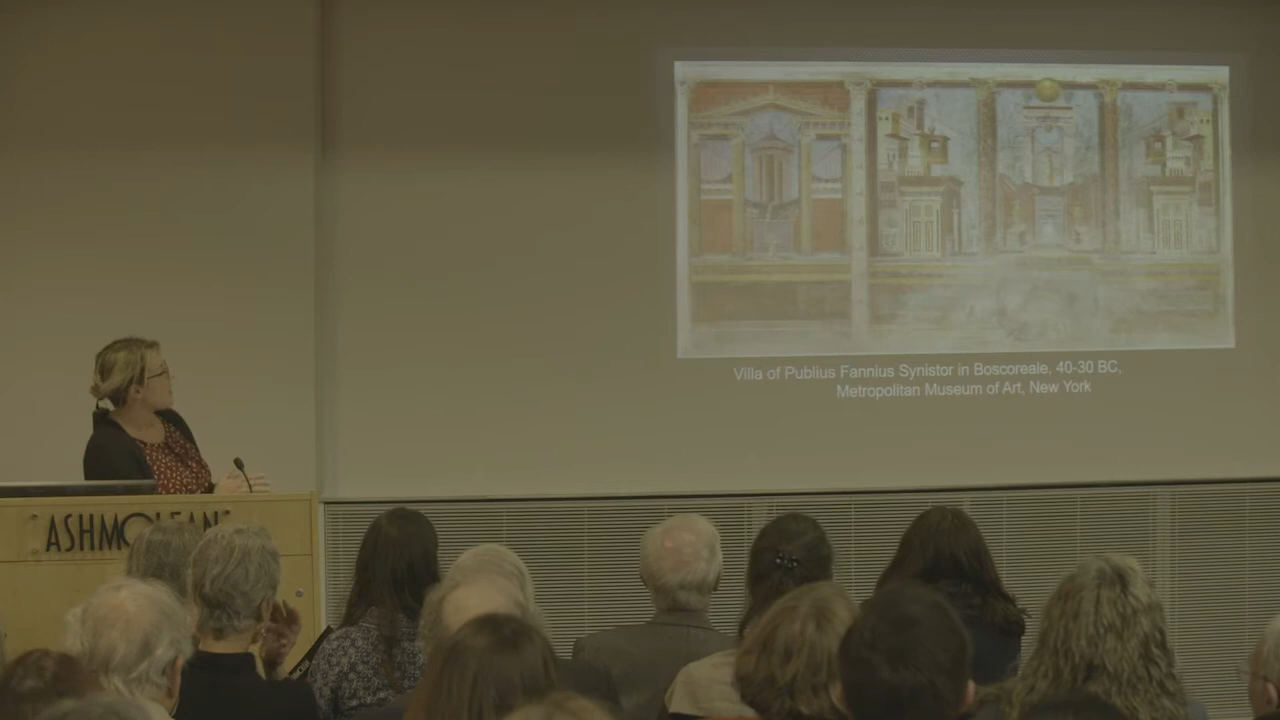 Villa of Publius Fannius Synistor in Boscoreale, 40-30 BC,
Metropolitan Museum of Art, New York
ASHMOLEAN